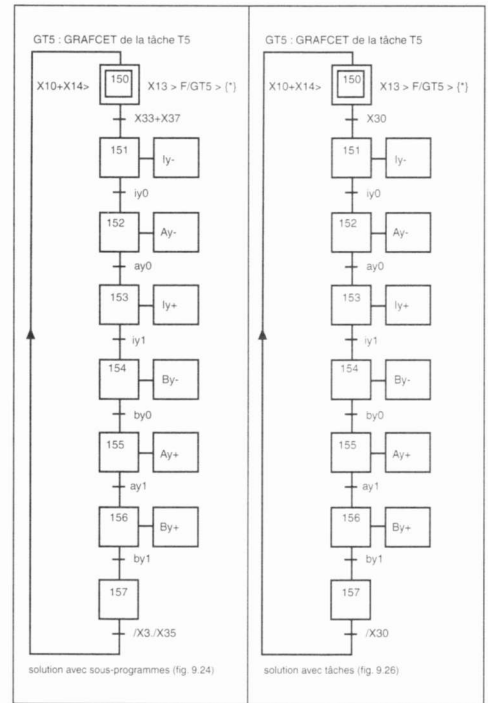 GT5 : GRAFCET de la tâche T5
X10+X14>
150
X13 > F/GT5 > {*}
X33+X37
151
Iy-
iy0
152
Ay-
ay0
153
Iy+
iy1
154
By-
by0
155
Ay+
ay1
156
By+
by1
157
/X3./X35
solution avec sous-programmes (fig. 9.24)
GT5 : GRAFCET de la tâche T5
X10+X14>
150
X13 > F/GT5 > {*}
X30
151
Iy-
iy0
152
Ay-
ay0
153
Iy+
iy1
154
By-
by0
155
Ay+
ay1
156
By+
by1
157
/X30
solution avec tâches (fig. 9.26)